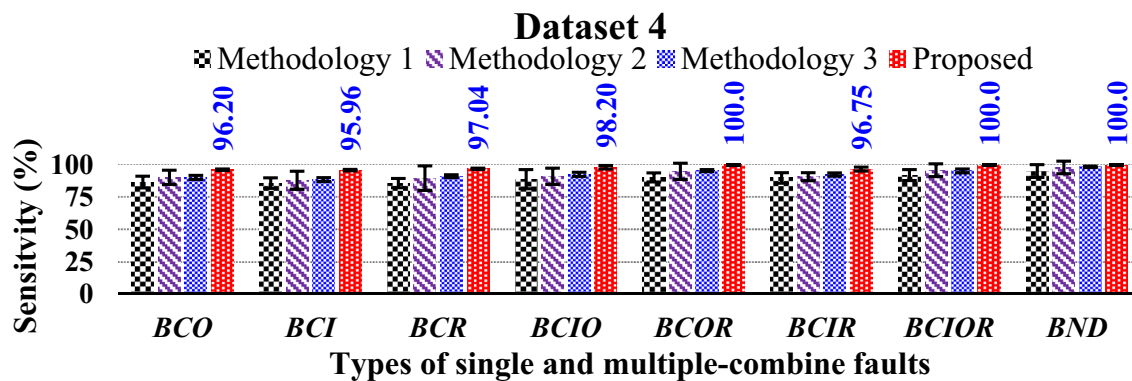 Dataset 4
Methodology 1 Methodology 2 Methodology 3 Proposed
96.20 95.96 97.04 98.20 100.0 96.75 100.0 100.0
Sensitvity (%)
100
75
50
25
0
BCO BCI BCR BCIO BCOR BCIR BCIOR BND
Types of single and multiple-combine faults